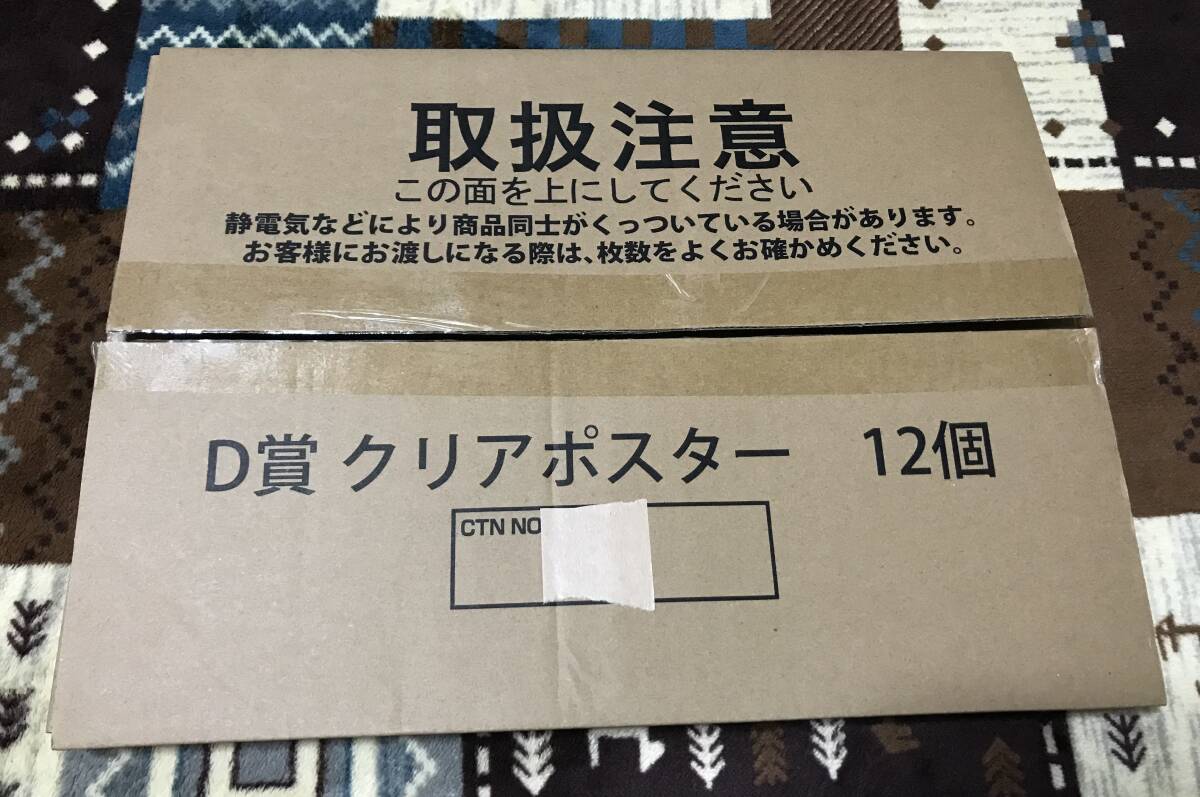 取扱注意
この面を上にしてください
静電気などにより商品同士がくっついている場合があります。
お客様にお渡しになる際は、枚数をよくお確かめください。
D賞 クリアポスター　12個
CTN NO